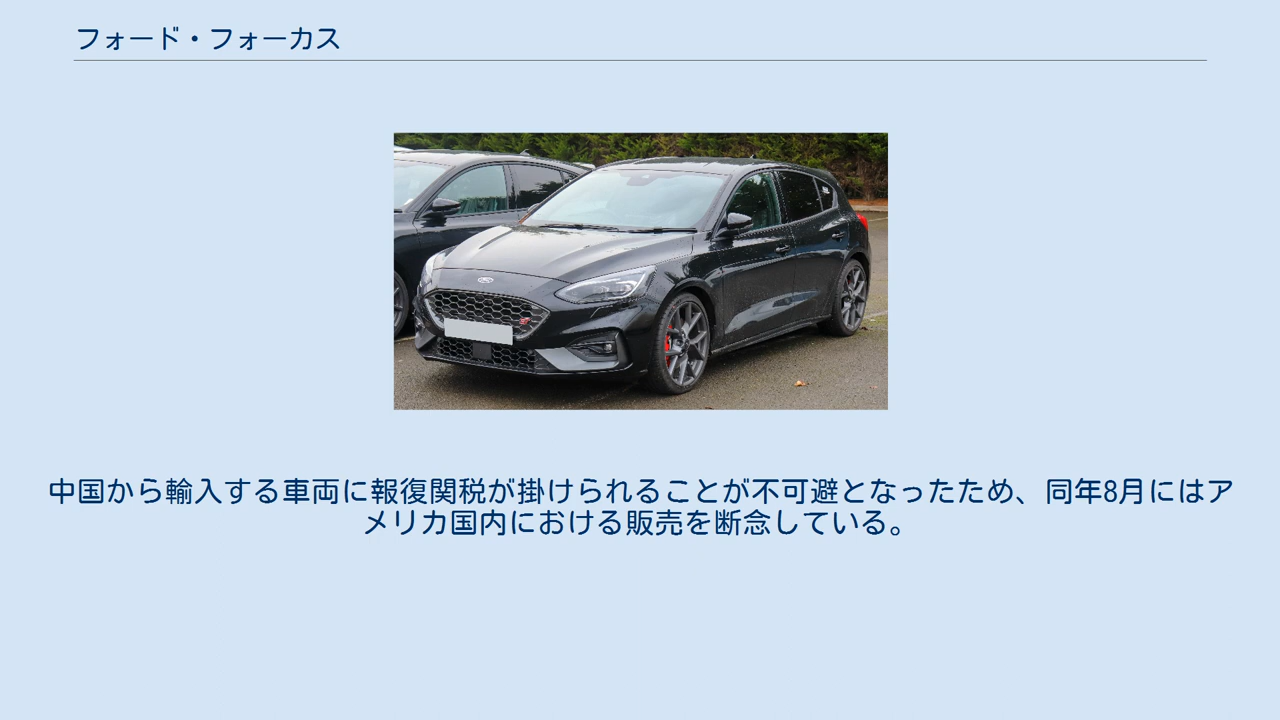 フォード・フォーカス
中国から輸入する車両に報復関税が掛けられることが不可避となったため、同年8月にはア
メリカ国内における販売を断念している。